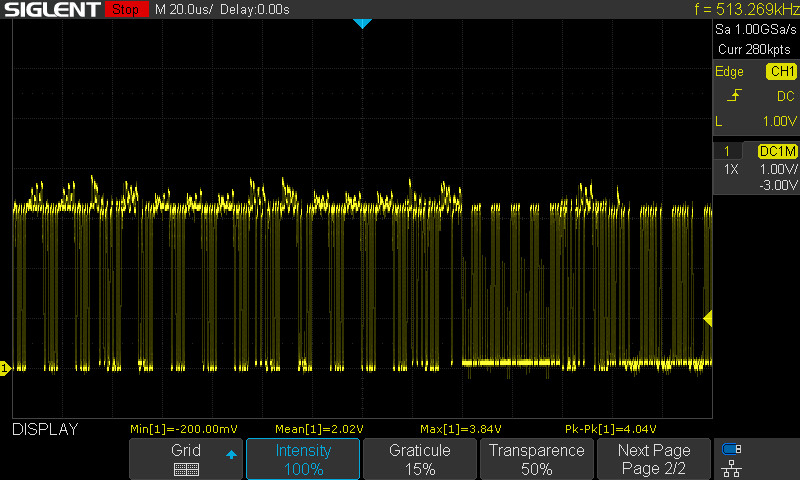 SIGLENT Stop M 20.0us/ Delay:0.00s f = 513.269kHz
Sa 1.00GSa/s
Curr 280kpts
Edge CH1
DC
L 1.00V
1 DC1M
1X 1.00V/
-3.00V
1
DISPLAY Min[1]=-200.00mV Mean[1]=2.02V Max[1]=3.84V Pk-Pk[1]=4.04V
Grid Intensity Graticule Transparence Next Page
100% 15% 50% Page 2/2